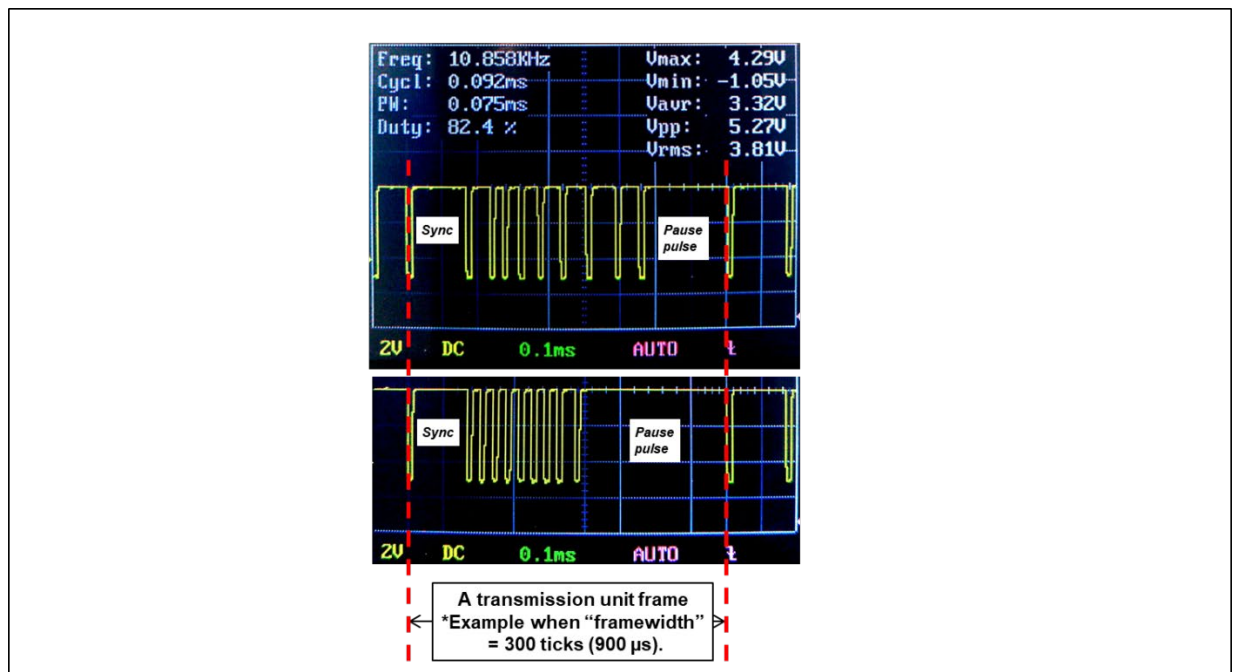 Freq: 10.858KHz Vmax: 4.29V
Cycl: 0.092ms Vmin: -1.05V
PW: 0.075ms Vavr: 3.32V
Duty: 82.4 % Vpp: 5.27V
Vrms: 3.81V
Sync
Pause
pulse
2V DC 0.1ms AUTO
Sync
Pause
pulse
2V DC 0.1ms AUTO
A transmission unit frame
*Example when “framewidth”
= 300 ticks (900 µs).